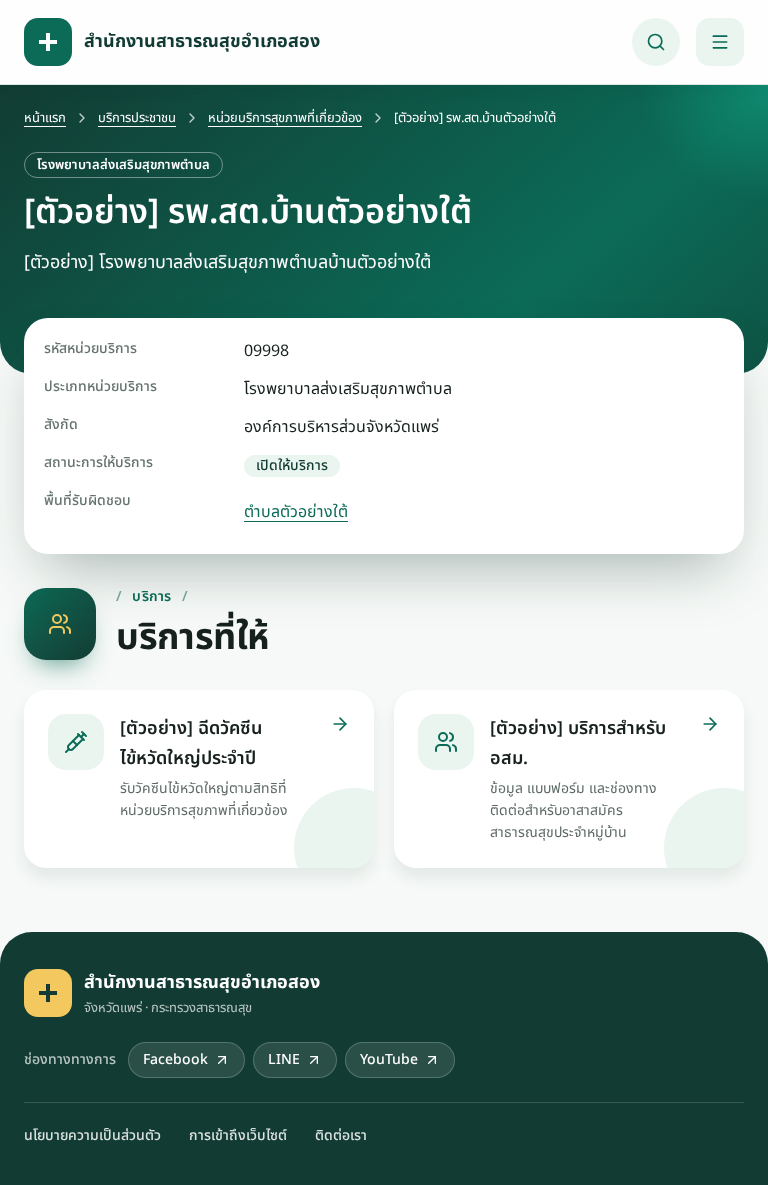 สำนักงานสาธารณสุขอำเภอสอง
หน้าแรก
บริการประชาชน
หน่วยบริการสุขภาพที่เกี่ยวข้อง
[ตัวอย่าง] รพ.สต.บ้านตัวอย่างใต้
โรงพยาบาลส่งเสริมสุขภาพตำบล
[ตัวอย่าง] รพ.สต.บ้านตัวอย่างใต้
[ตัวอย่าง] โรงพยาบาลส่งเสริมสุขภาพตำบลบ้านตัวอย่างใต้
รหัสหน่วยบริการ
09998
ประเภทหน่วยบริการ
โรงพยาบาลส่งเสริมสุขภาพตำบล
สังกัด
องค์การบริหารส่วนจังหวัดแพร่
สถานะการให้บริการ
เปิดให้บริการ
พื้นที่รับผิดชอบ
ตำบลตัวอย่างใต้
/ บริการ /
บริการที่ให้
[ตัวอย่าง] ฉีดวัคซีน
ไข้หวัดใหญ่ประจำปี
รับวัคซีนไข้หวัดใหญ่ตามสิทธิที่
หน่วยบริการสุขภาพที่เกี่ยวข้อง
[ตัวอย่าง] บริการสำหรับ
อสม.
ข้อมูล แบบฟอร์ม และช่องทาง
ติดต่อสำหรับอาสาสมัคร
สาธารณสุขประจำหมู่บ้าน
สำนักงานสาธารณสุขอำเภอสอง
จังหวัดแพร่ · กระทรวงสาธารณสุข
ช่องทางทางการ
Facebook
LINE
YouTube
นโยบายความเป็นส่วนตัว
การเข้าถึงเว็บไซต์
ติดต่อเรา